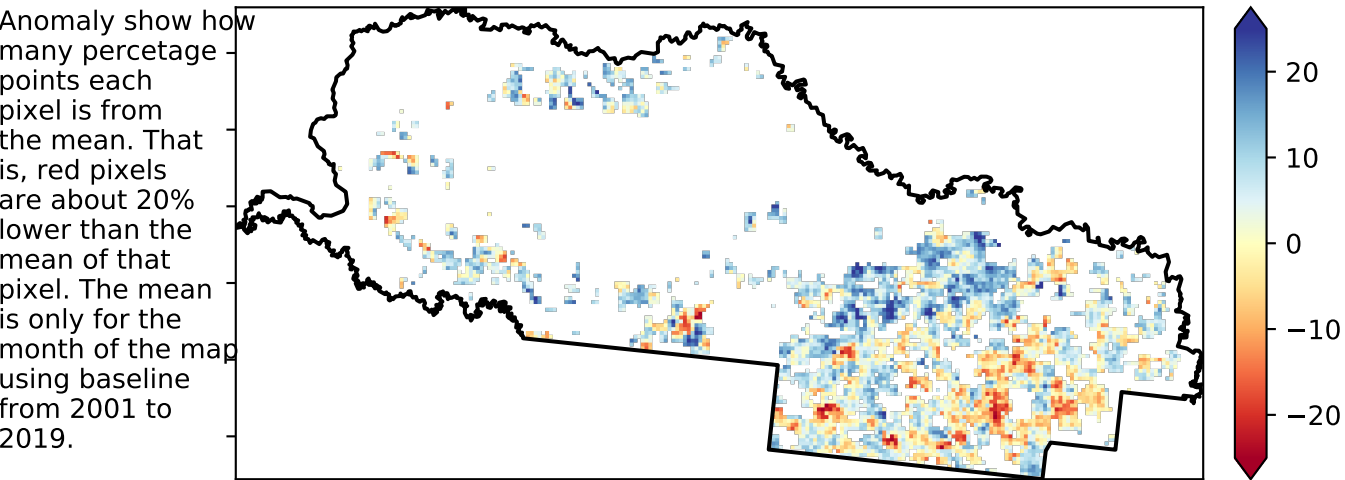 Anomaly show how
many percetage
points each
pixel is from
the mean. That
is, red pixels
are about 20%
lower than the
mean of that
pixel. The mean
is only for the
month of the map
using baseline
from 2001 to
2019.
20
10
0
−10
−20